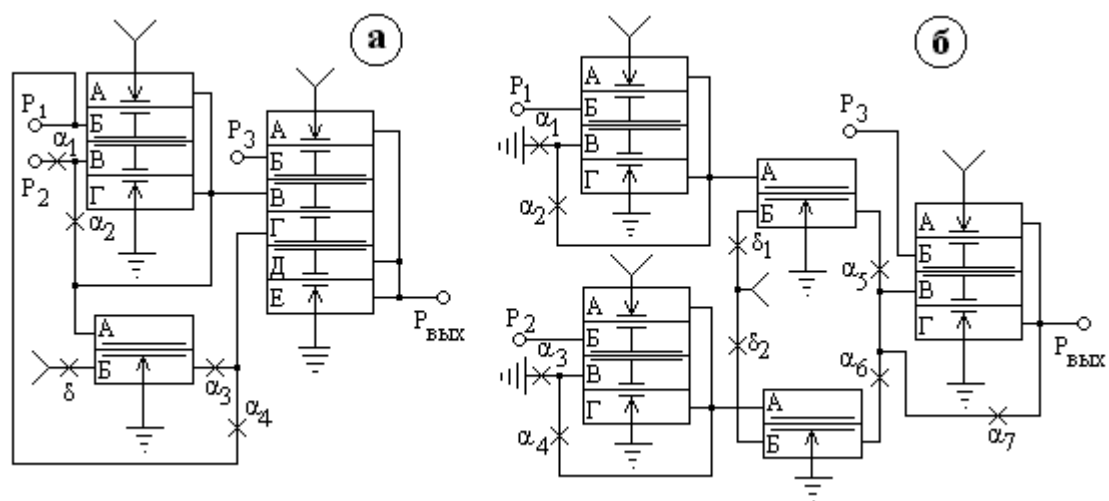 а
А
Б
В
Г
P1
α1
P2
α2
P3
А
Б
В
Г
Д
Е
Pвых
А
Б
δ
α3
α4
б
А
Б
В
Г
P1
α1
α2
P2
α3
α4
А
Б
В
Г
А
Б
δ1
δ2
А
Б
α5
α6
α7
P3
А
Б
В
Г
Pвых